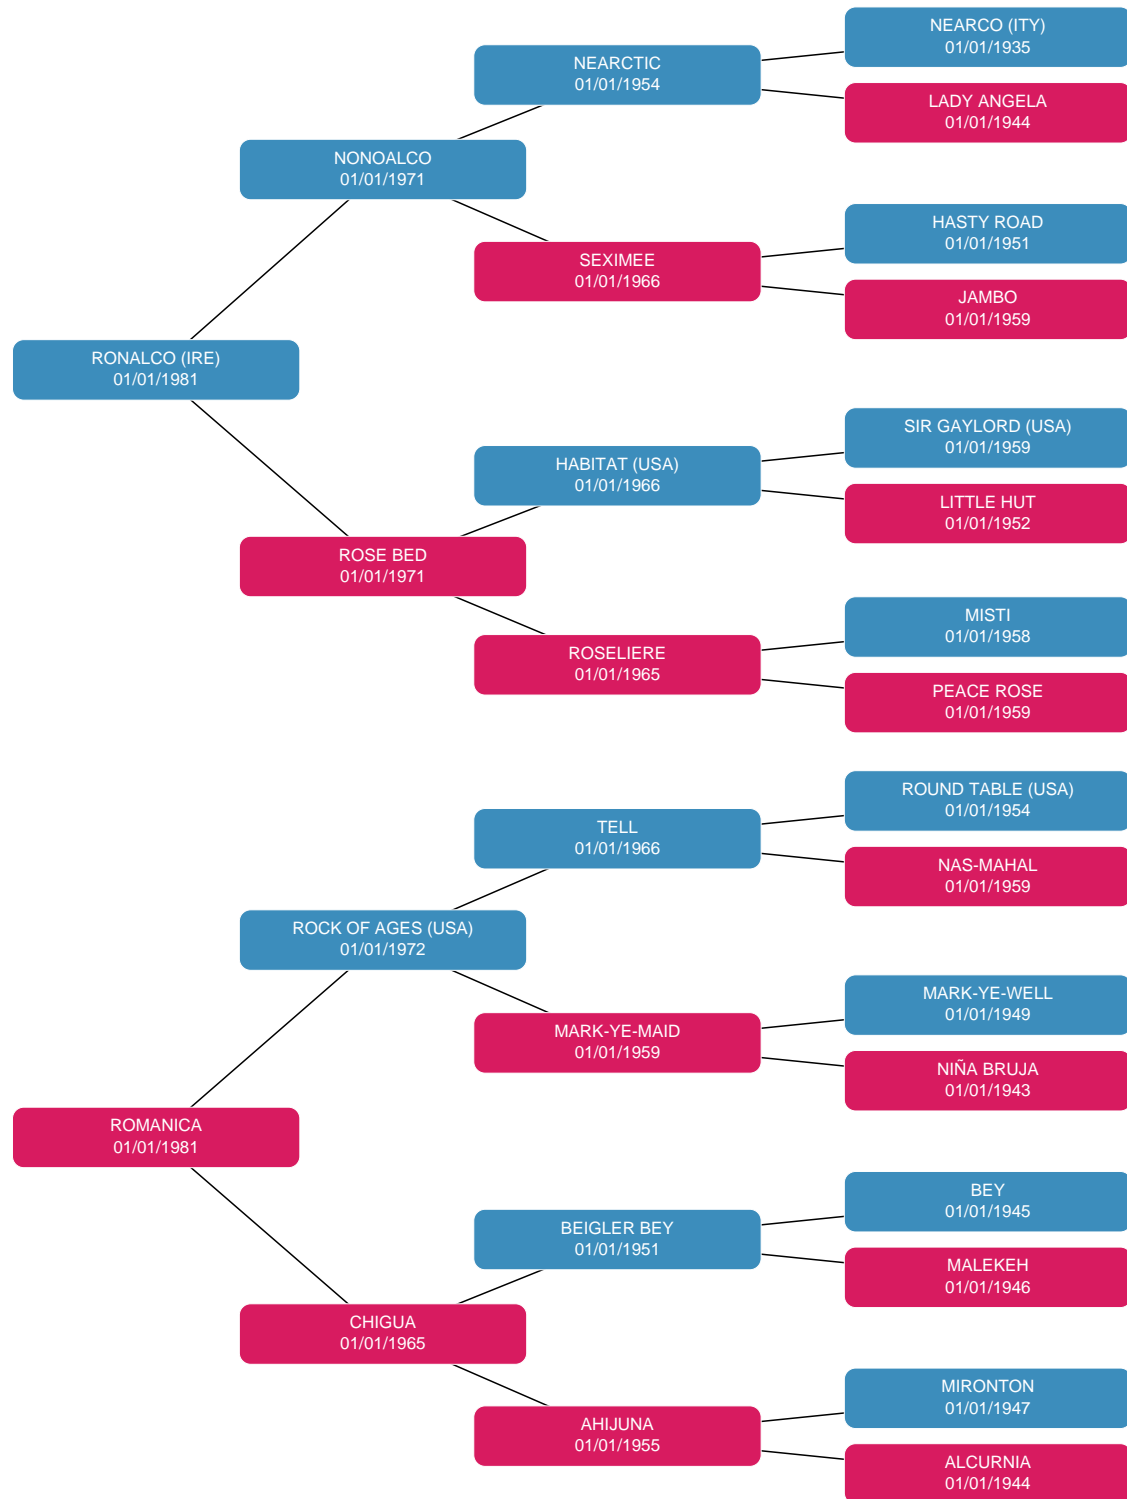 NEARCO (ITY)
01/01/1935
NEARCTIC
01/01/1954
LADY ANGELA
01/01/1944
NONOALCO
01/01/1971
HASTY ROAD
01/01/1951
SEXIMEE
01/01/1966
JAMBO
01/01/1959
RONALCO (IRE)
01/01/1981
SIR GAYLORD (USA)
01/01/1959
HABITAT (USA)
01/01/1966
LITTLE HUT
01/01/1952
ROSE BED
01/01/1971
MISTI
01/01/1958
ROSELIERE
01/01/1965
PEACE ROSE
01/01/1959
ROUND TABLE (USA)
01/01/1954
TELL
01/01/1966
NAS-MAHAL
01/01/1959
ROCK OF AGES (USA)
01/01/1972
MARK-YE-WELL
01/01/1949
MARK-YE-MAID
01/01/1959
NIÑA BRUJA
01/01/1943
ROMANICA
01/01/1981
BEY
01/01/1945
BEIGLER BEY
01/01/1951
MALEKEH
01/01/1946
CHIGUA
01/01/1965
MIRONTON
01/01/1947
AHIJUNA
01/01/1955
ALCURNIA
01/01/1944